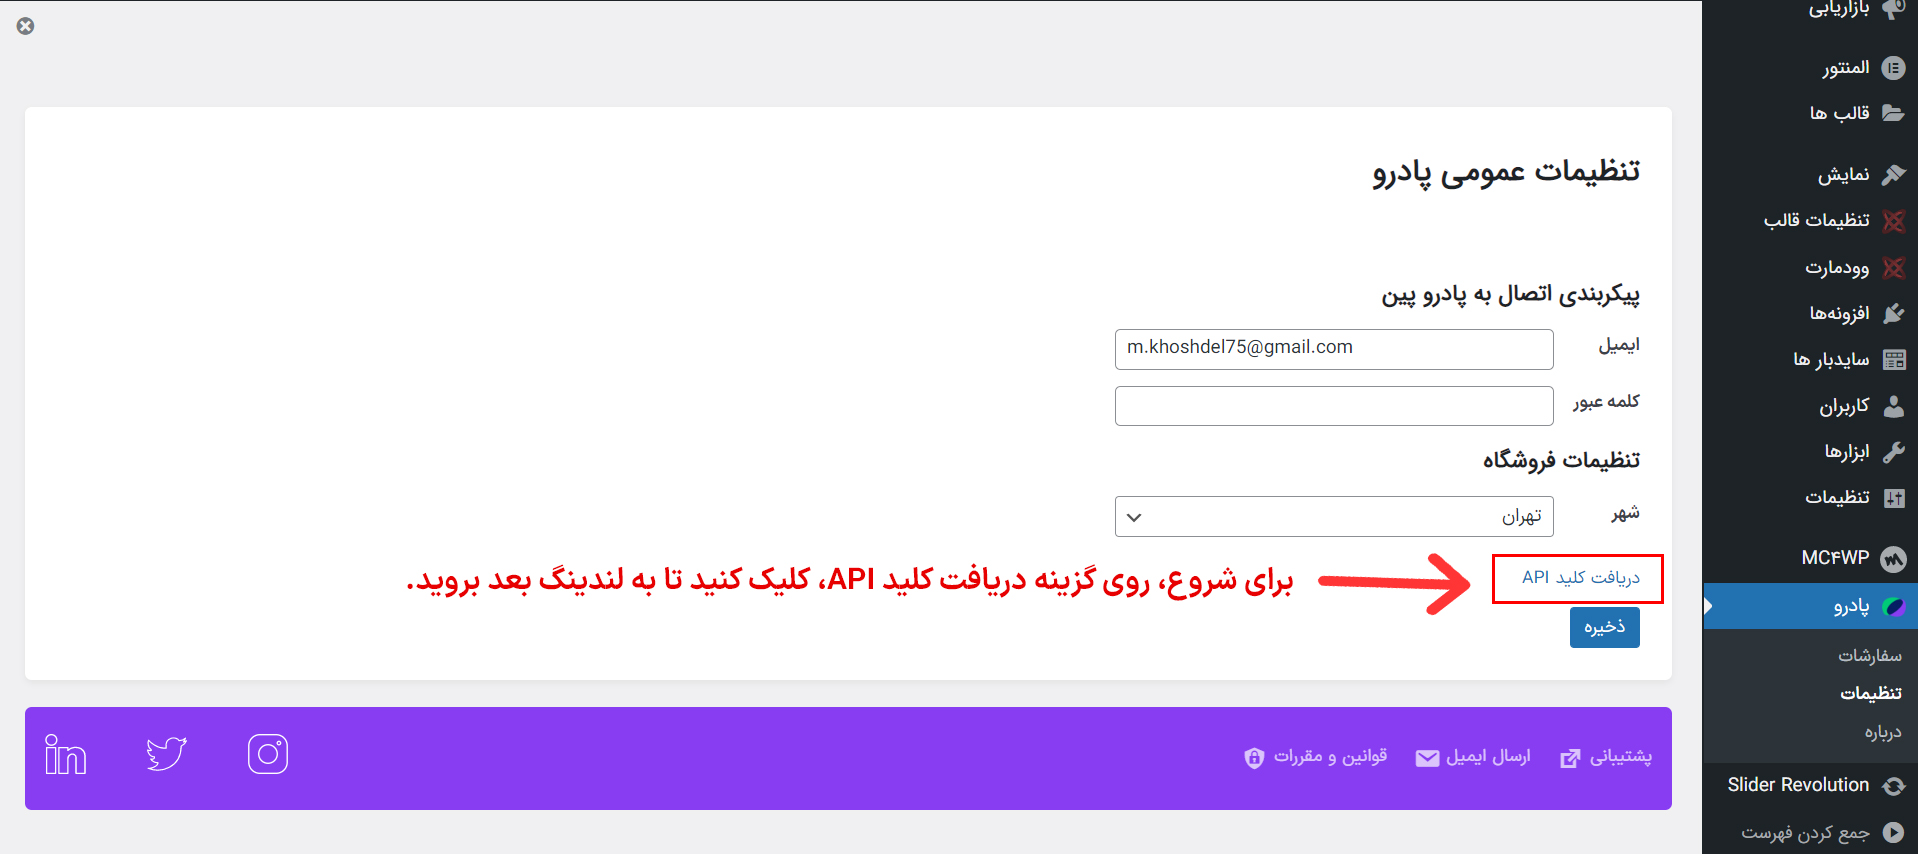 بازاریابی
المنتور
قالب ها
نمایش
تنظیمات قالب
وودمارت
افزونه‌ها
سایدبار ها
کاربران
ابزارها
تنظیمات
MC۴WP
پادرو
سفارشات
تنظیمات
درباره
Slider Revolution
جمع کردن فهرست
تنظیمات عمومی پادرو
پیکربندی اتصال به پادرو پین
ایمیل
m.khoshdel75@gmail.com
کلمه عبور
تنظیمات فروشگاه
شهر
تهران
دریافت کلید API
برای شروع، روی گزینه دریافت کلید API، کلیک کنید تا به لندینگ بعد بروید.
ذخیره
پشتیبانی
ارسال ایمیل
قوانین و مقررات
in